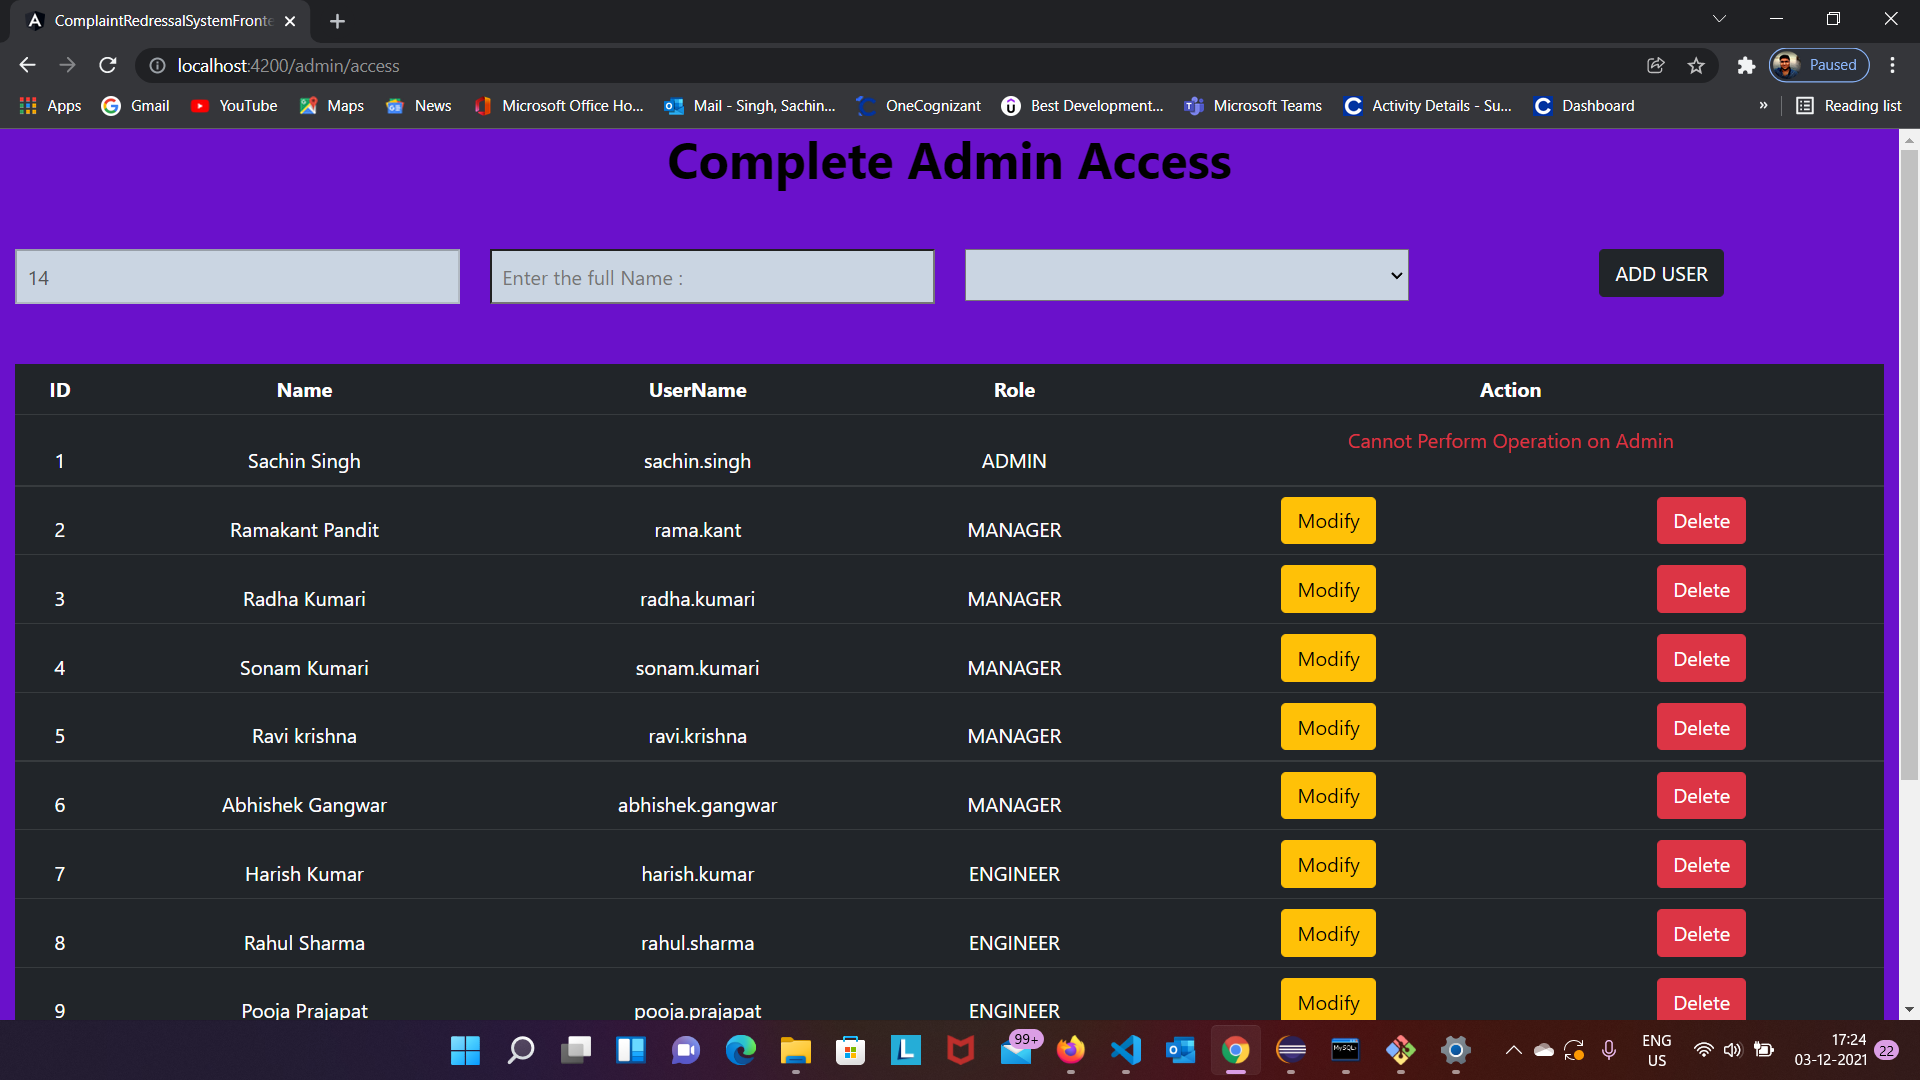 ComplaintRedressalSystemFronte
localhost:4200/admin/access
Paused
Apps Gmail YouTube Maps News Microsoft Office Ho... Mail - Singh, Sachin... OneCognizant Best Development... Microsoft Teams Activity Details - Su... Dashboard » Reading list
Complete Admin Access
14 Enter the full Name : ADD USER
ID Name UserName Role Action
1 Sachin Singh sachin.singh ADMIN Cannot Perform Operation on Admin
2 Ramakant Pandit rama.kant MANAGER Modify Delete
3 Radha Kumari radha.kumari MANAGER Modify Delete
4 Sonam Kumari sonam.kumari MANAGER Modify Delete
5 Ravi krishna ravi.krishna MANAGER Modify Delete
6 Abhishek Gangwar abhishek.gangwar MANAGER Modify Delete
7 Harish Kumar harish.kumar ENGINEER Modify Delete
8 Rahul Sharma rahul.sharma ENGINEER Modify Delete
9 Pooja Prajapat pooja.prajapat ENGINEER Modify Delete
99+
MySQL
ENG
US
17:24
03-12-2021
22